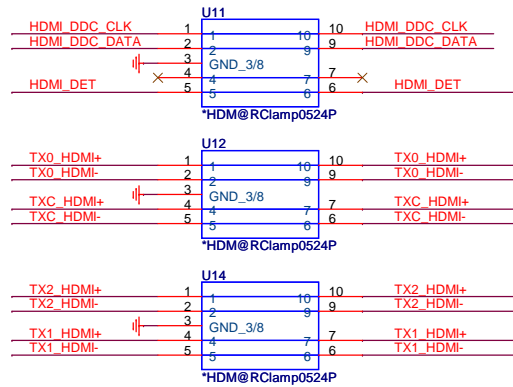 U11
HDMI_DDC_CLK 1 1 10 10 HDMI_DDC_CLK
HDMI_DDC_DATA 2 2 9 9 HDMI_DDC_DATA
3 GND_3/8
4 4 7 7
HDMI_DET 5 5 6 6 HDMI_DET
*HDM@RClamp0524P
U12
TX0_HDMI+ 1 1 10 10 TX0_HDMI+
TX0_HDMI- 2 2 9 9 TX0_HDMI-
3 GND_3/8
TXC_HDMI+ 4 4 7 7 TXC_HDMI+
TXC_HDMI- 5 5 6 6 TXC_HDMI-
*HDM@RClamp0524P
U14
TX2_HDMI+ 1 1 10 10 TX2_HDMI+
TX2_HDMI- 2 2 9 9 TX2_HDMI-
3 GND_3/8
TX1_HDMI+ 4 4 7 7 TX1_HDMI+
TX1_HDMI- 5 5 6 6 TX1_HDMI-
*HDM@RClamp0524P